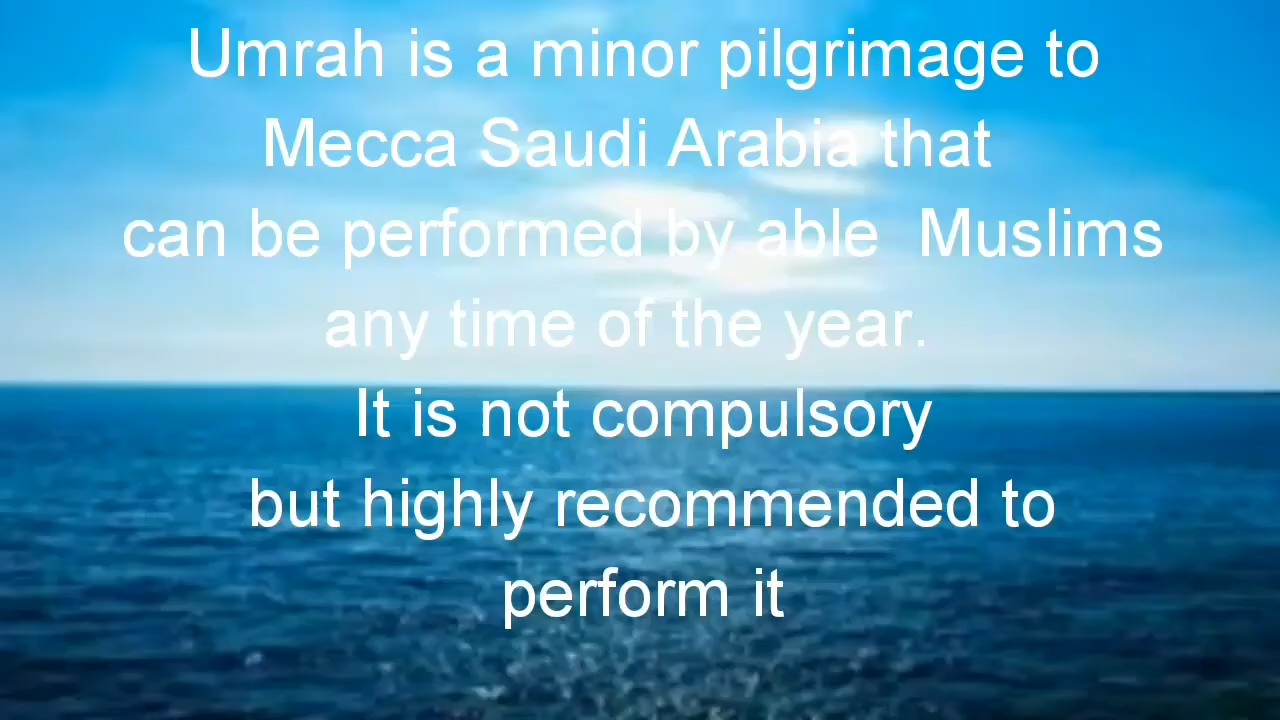 Umrah is a minor pilgrimage to
Mecca Saudi Arabia that
can be performed by able  Muslims
any time of the year.
It is not compulsory
but highly recommended to
perform it